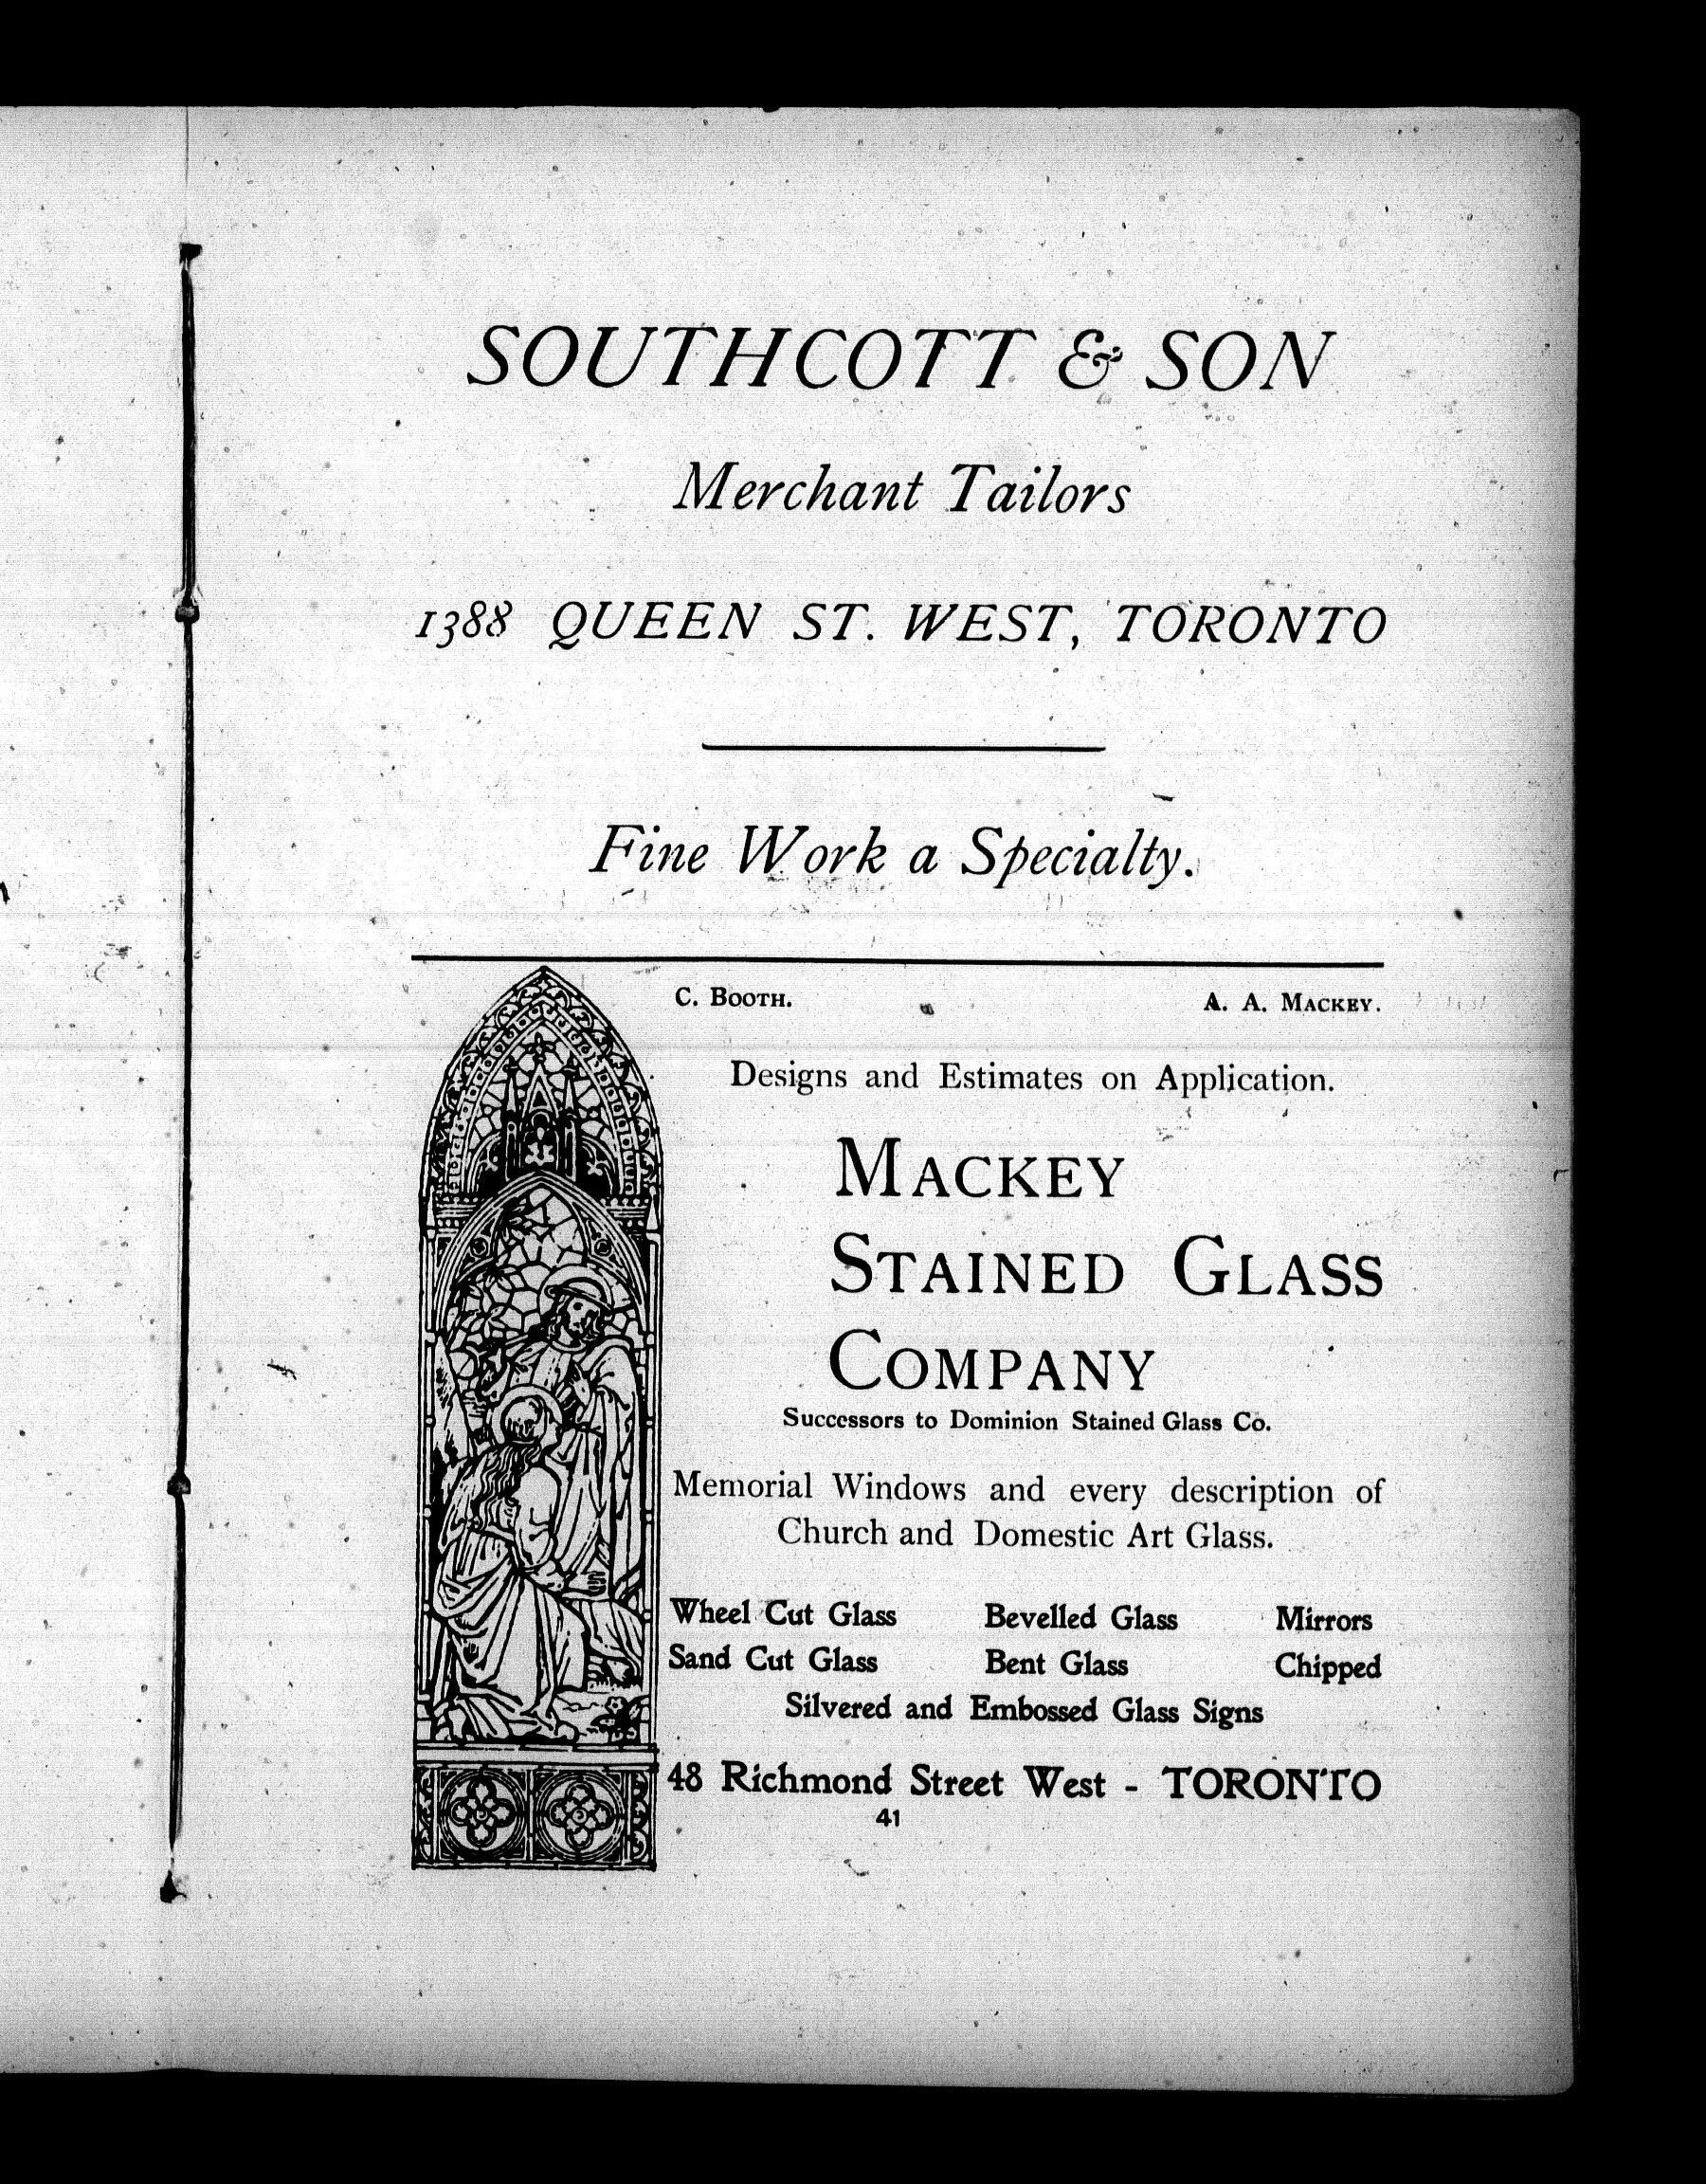 SOUTHCOTT & SON
Merchant Tailors
1388 QUEEN ST. WEST, TORONTO
Fine Work a Specialty.
C. BOOTH. A. A. MACKEY.
Designs and Estimates on Application.
MACKEY
STAINED GLASS
COMPANY
Successors to Dominion Stained Glass Co.
Memorial Windows and every description of
Church and Domestic Art Glass.
Wheel Cut Glass Bevelled Glass Mirrors
Sand Cut Glass Bent Glass Chipped
Silvered and Embossed Glass Signs
48 Richmond Street West - TORONTO
41